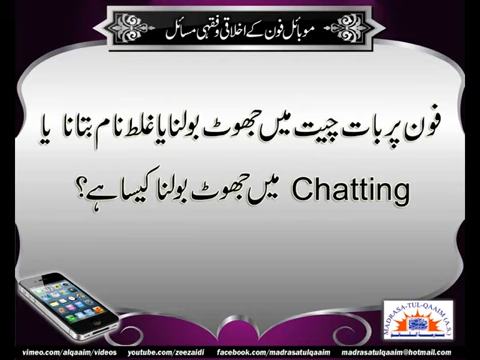 موبائل فون کے اخلاقی و فقہی مسائل
فون پر بات چیت میں جھوٹ بولنا یا غلط نام بتانا یا
Chatting میں جھوٹ بولنا کیسا ہے؟
MADRASA-TUL-QAAIM (A.S.)
vimeo.com/alqaaim/videos youtube.com/zeezaidi facebook.com/madrasatulqaaim madrasatulqaaim@hotmail.com